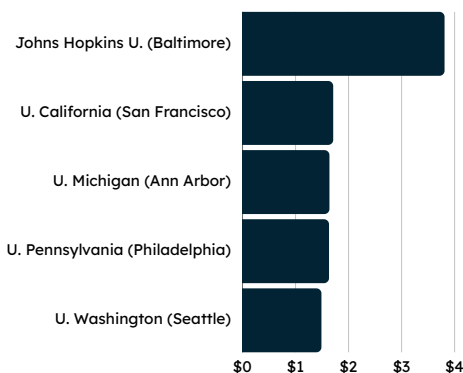 Johns Hopkins U. (Baltimore)
U. California (San Francisco)
U. Michigan (Ann Arbor)
U. Pennsylvania (Philadelphia)
U. Washington (Seattle)
$0 $1 $2 $3 $4